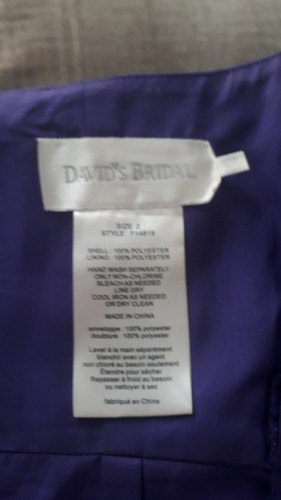 DAVID'S BRIDAL
SIZE 2
STYLE : F14818
SHELL : 100% POLYESTER
LINING : 100% POLYESTER
HAND WASH SEPARATELY
ONLY NON-CHLORINE
BLEACH AS NEEDED
LINE DRY
COOL IRON AS NEEDED
OR DRY CLEAN
MADE IN CHINA
enveloppe : 100% polyester
doublure : 100% polyester
Laver à la main séparément
blanchir avec un agent
non chloré au besoin seulement
Étendre pour sécher
Repasser à froid au besoin
ou nettoyer à sec
fabriqué en Chine